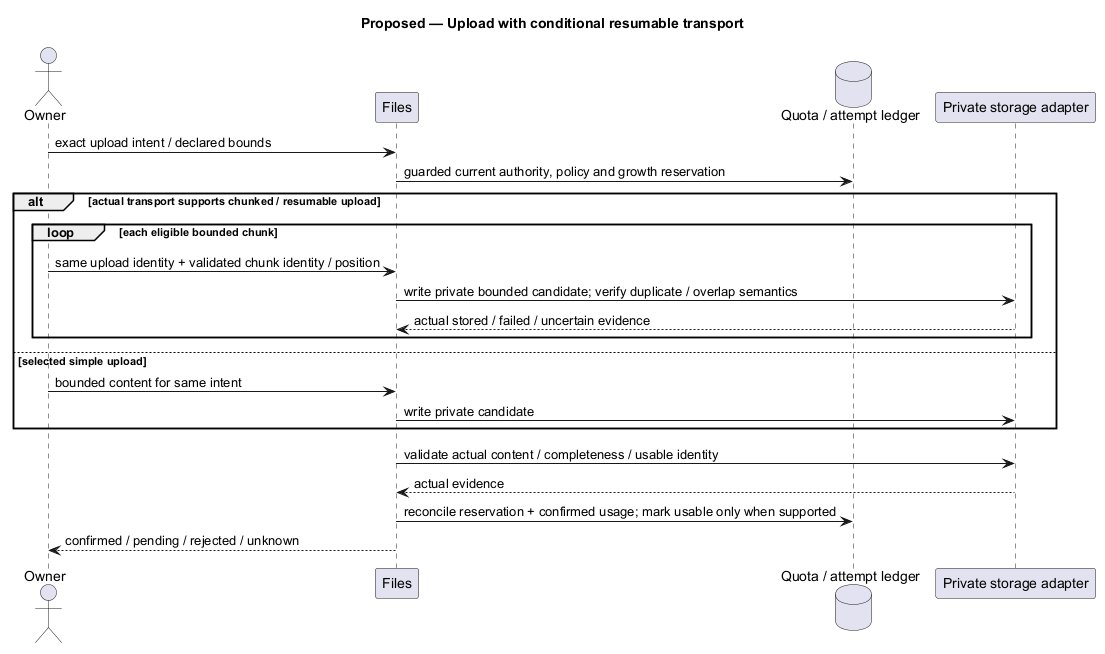 Proposed — Upload with conditional resumable transport
Owner
Files
Quota / attempt ledger
Private storage adapter
exact upload intent / declared bounds
guarded current authority, policy and growth reservation
alt
[actual transport supports chunked / resumable upload]
loop
[each eligible bounded chunk]
same upload identity + validated chunk identity / position
write private bounded candidate; verify duplicate / overlap semantics
actual stored / failed / uncertain evidence
[selected simple upload]
bounded content for same intent
write private candidate
validate actual content / completeness / usable identity
actual evidence
reconcile reservation + confirmed usage; mark usable only when supported
confirmed / pending / rejected / unknown
Owner
Files
Quota / attempt ledger
Private storage adapter